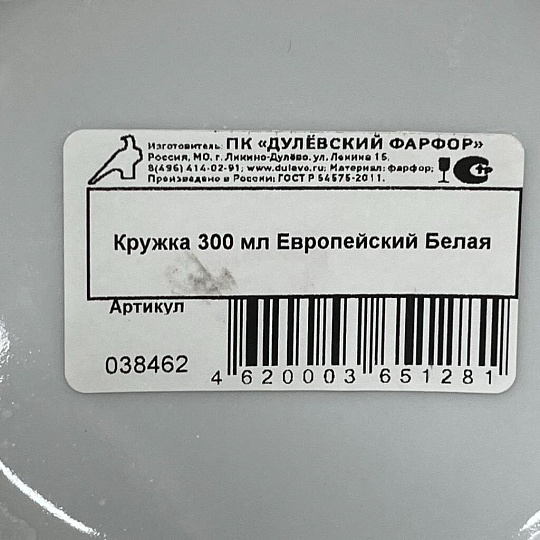 Изготовитель: ПК «ДУЛЁВСКИЙ ФАРФОР»
Россия, МО, г. Ликино-Дулёво, ул. Ленина 15,
8(496) 414-02-91; www.dulevo.ru; Материал: фарфор;
Произведено в России; ГОСТ Р 54575-2011.
Кружка 300 мл Европейский Белая
Артикул
038462
4 620003 651281